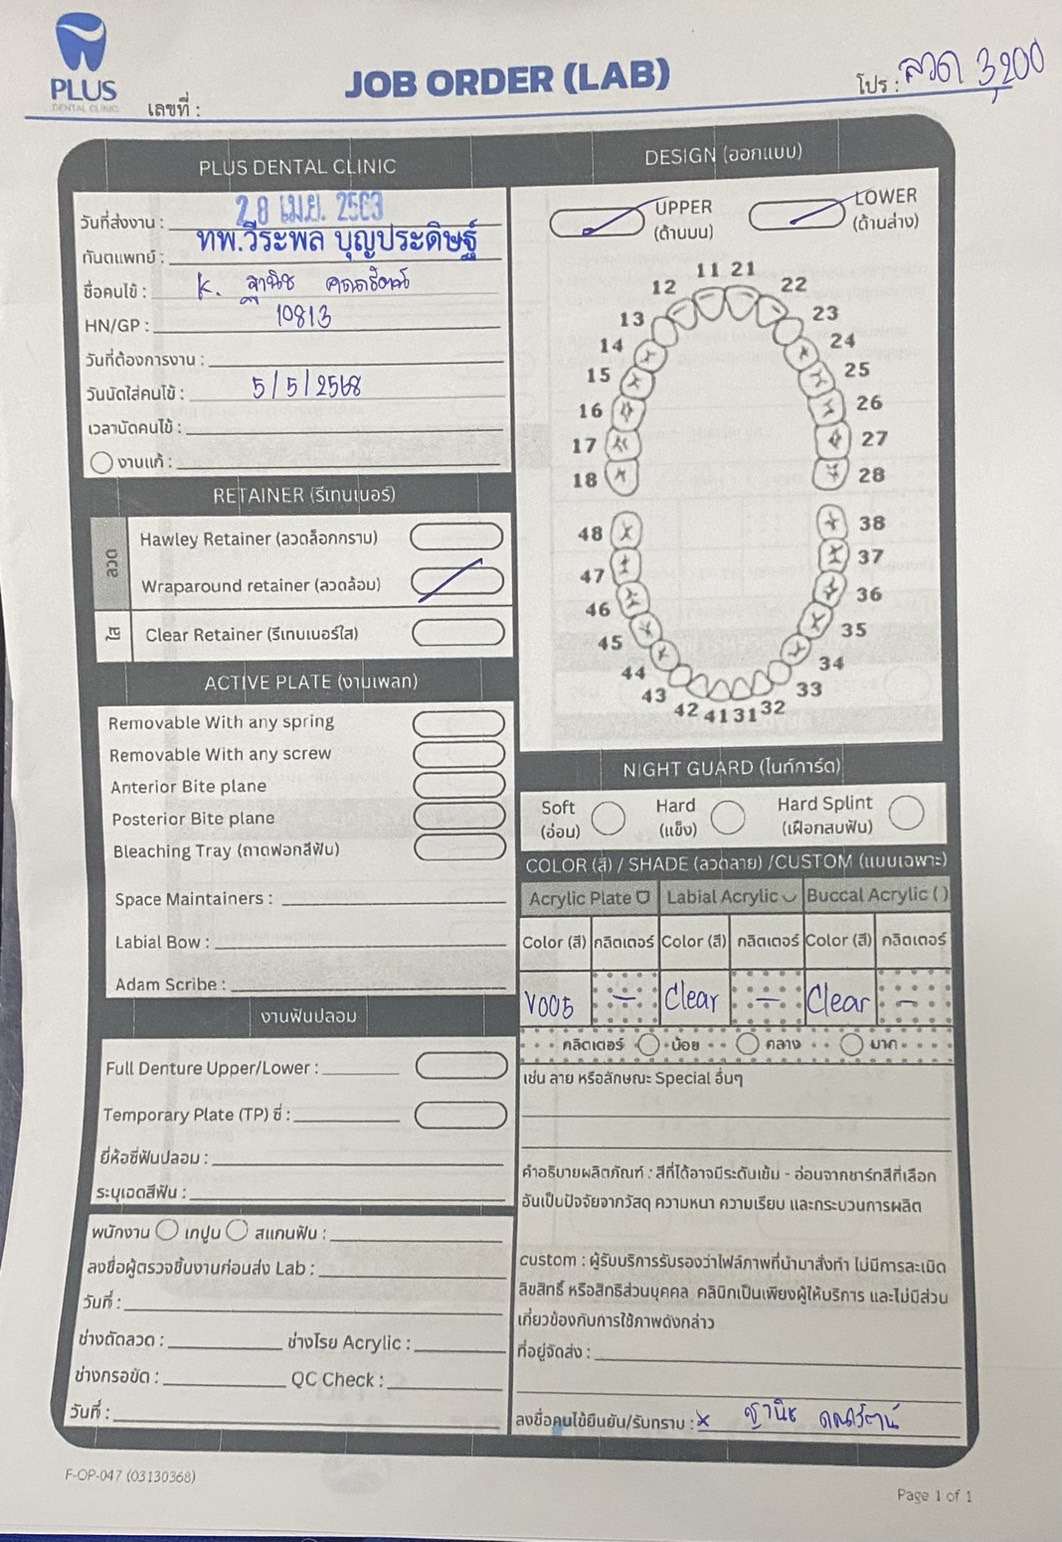 PLUS
DENTAL CLINIC
JOB ORDER (LAB)
เลขที่ :
โปร : ลวด 3,200
PLUS DENTAL CLINIC
วันที่ส่งงาน : 28 เม.ย.
ทันตแพทย์ : ทพ.วีระพล บุญประดิษฐ์
ชื่อคนไข้ : K. ฐานิช
HN/GP : 10813
วันที่ต้องการงาน :
วันนัดใส่คนไข้ : 5/5/2568
เวลานัดคนไข้ :
งานแก้ :
RETAINER (รีเทนเนอร์)
ลวด
Hawley Retainer (ลวดล็อกกราม)
Wraparound retainer (ลวดล้อม)
ใส
Clear Retainer (รีเทนเนอร์ใส)
ACTIVE PLATE (งานเพลท)
Removable With any spring
Removable With any screw
Anterior Bite plane
Posterior Bite plane
Bleaching Tray (ถาดฟอกสีฟัน)
Space Maintainers :
Labial Bow :
Adam Scribe :
งานฟันปลอม
Full Denture Upper/Lower :
Temporary Plate (TP) ซี่ :
ยี่ห้อซี่ฟันปลอม :
ระบุเฉดสีฟัน :
พนักงาน เทปูน สแกนฟัน :
ลงชื่อผู้ตรวจชิ้นงานก่อนส่ง Lab :
วันที่ :
ช่างดัดลวด : ช่างโรย Acrylic :
ช่างกรอขัด : QC Check :
วันที่ :
DESIGN (ออกแบบ)
UPPER LOWER
(ด้านบน) (ด้านล่าง)
11 21
12 22
13 23
14 24
15 25
16 26
17 27
18 28
48 38
47 37
46 36
45 35
44 34
43 33
42 41 31 32
NIGHT GUARD (ไนท์การ์ด)
Soft Hard Hard Splint
(อ่อน) (แข็ง) (เฝือกสบฟัน)
COLOR (สี) / SHADE (ลวดลาย) /CUSTOM (แบบเฉพาะ)
Acrylic Plate Labial Acrylic Buccal Acrylic ( )
Color (สี) กลิตเตอร์ Color (สี) กลิตเตอร์ Color (สี) กลิตเตอร์
V005 – Clear – Clear –
กลิตเตอร์ น้อย กลาง มาก
เช่น ลาย หรือลักษณะ Special อื่นๆ
คำอธิบายผลิตภัณฑ์ : สีที่ได้อาจมีระดับเข้ม - อ่อนจากชาร์ทสีที่เลือก
อันเป็นปัจจัยจากวัสดุ ความหนา ความเรียบ และกระบวนการผลิต
custom : ผู้รับบริการรับรองว่าไฟล์ภาพที่นำมาสั่งทำ ไม่มีการละเมิด
ลิขสิทธิ์ หรือสิทธิส่วนบุคคล คลินิกเป็นเพียงผู้ให้บริการ และไม่มีส่วน
เกี่ยวข้องกับการใช้ภาพดังกล่าว
ที่อยู่จัดส่ง :
ลงชื่อคนไข้ยืนยัน/รับทราบ : x ฐานิช
F-OP-047 (03130368)
Page 1 of 1